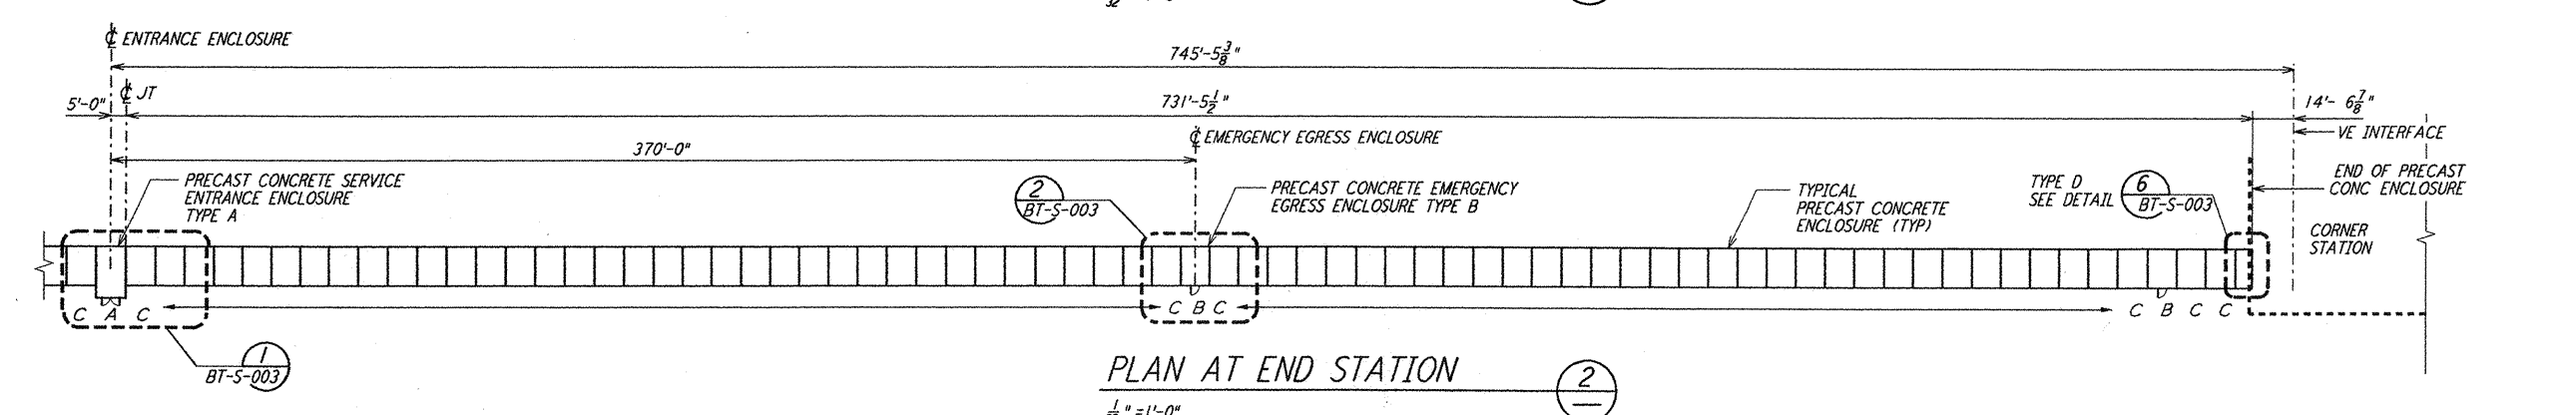 ℄ ENTRANCE ENCLOSURE
745'-5 3/8"
℄ JT
5'-0"
731'-5 1/2"
14'- 6 7/8"
℄ EMERGENCY EGRESS ENCLOSURE
VE INTERFACE
370'-0"
PRECAST CONCRETE SERVICE
ENTRANCE ENCLOSURE
TYPE A
2
BT-S-003
PRECAST CONCRETE EMERGENCY
EGRESS ENCLOSURE TYPE B
TYPICAL
PRECAST CONCRETE
ENCLOSURE (TYP)
TYPE D
SEE DETAIL
6
BT-S-003
END OF PRECAST
CONC ENCLOSURE
CORNER
STATION
C A C
C B C
C B C C
1
BT-S-003
PLAN AT END STATION
2
"=1'-0"